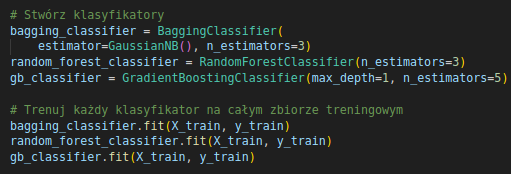 # Stwórz klasyfikatory
bagging_classifier = BaggingClassifier(
    estimator=GaussianNB(), n_estimators=3)
random_forest_classifier = RandomForestClassifier(n_estimators=3)
gb_classifier = GradientBoostingClassifier(max_depth=1, n_estimators=5)

# Trenuj każdy klasyfikator na całym zbiorze treningowym
bagging_classifier.fit(X_train, y_train)
random_forest_classifier.fit(X_train, y_train)
gb_classifier.fit(X_train, y_train)